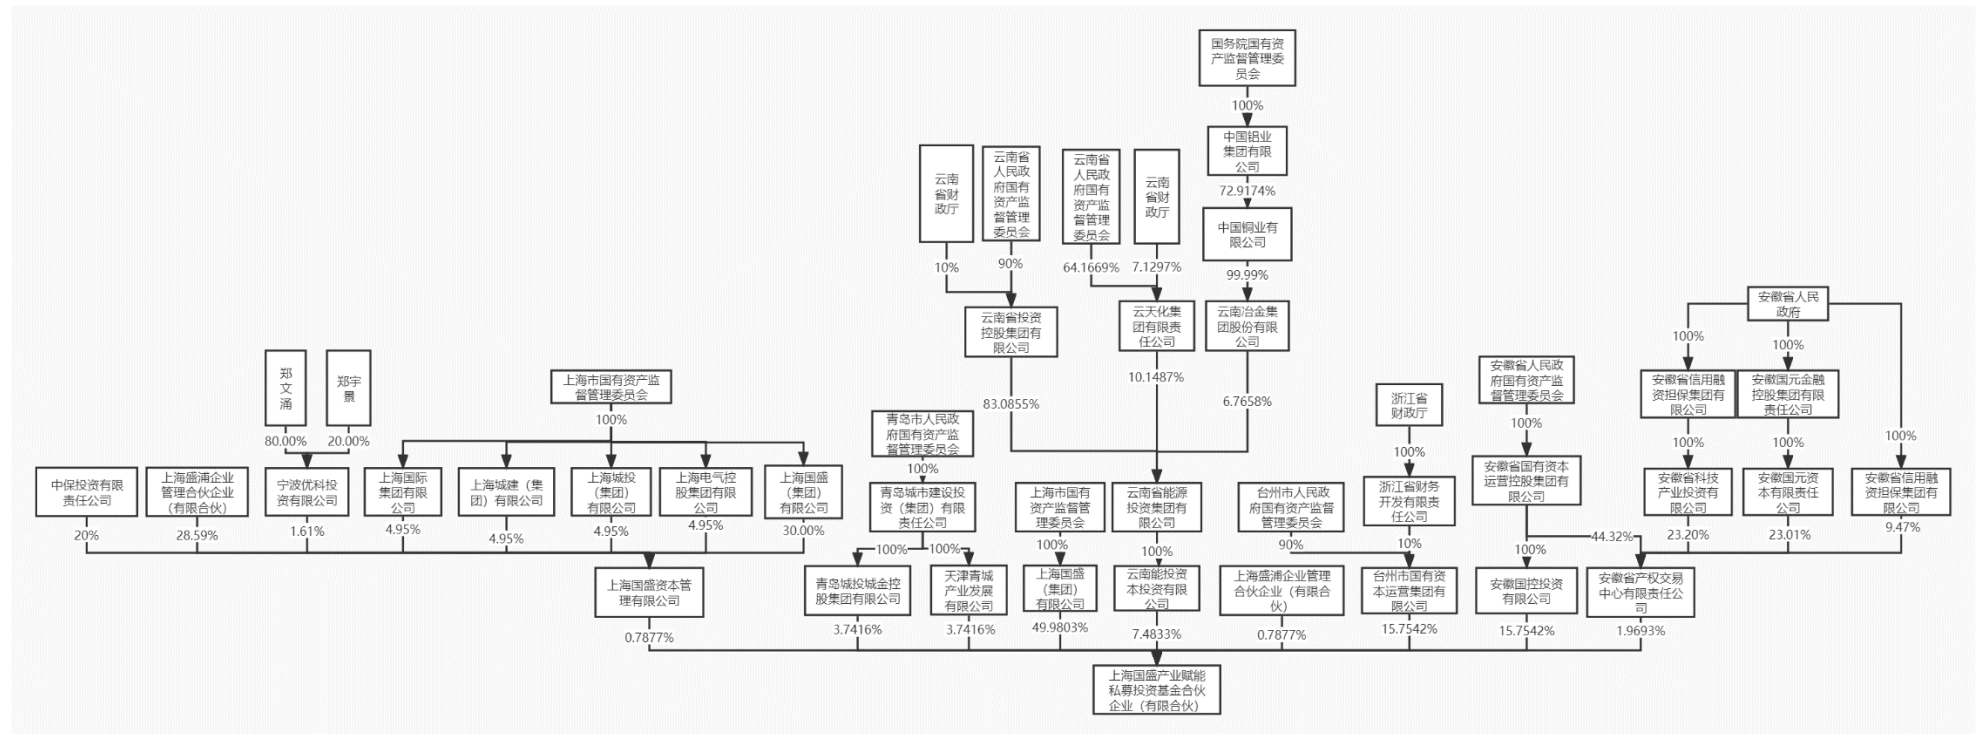 国务院国有资
产监督管理委
员会
100%
中国铝业
集团有限
公司
72.9174%
中国铜业有
限公司
99.99%
云南
省财
政厅
云南省
人民政
府国有
资产监
督管理
委员会
云南省
人民政
府国有
资产监
督管理
委员会
云南
省财
政厅
10%
90%
64.1669%
7.1297%
云南省投资
控股集团有
限公司
云天化集
团有限责
任公司
云南冶金集
团股份有限
公司
83.0855%
10.1487%
6.7658%
安徽省人民
政府
100%
100%
100%
安徽省信用融
资担保集团有
限公司
安徽国元金融
控股集团有限
责任公司
100%
100%
安徽省人民政
府国有资产监
督管理委员会
100%
浙江省
财政厅
100%
郑
文
涌
郑宇
景
80.00%
20.00%
上海市国有资产监
督管理委员会
100%
青岛市人民政
府国有资产监
督管理委员会
100%
中保投资有限
责任公司
上海盛浦企业
管理合伙企业
（有限合伙）
宁波优科投
资有限公司
上海国际
集团有限
公司
上海城建（集
团）有限公司
上海城投
（集团）
有限公司
上海电气控
股集团有限
公司
上海国盛
（集团）
有限公司
20%
28.59%
1.61%
4.95%
4.95%
4.95%
4.95%
30.00%
青岛城市建设投
资（集团）有限
责任公司
上海市国有
资产监督管
理委员会
云南省能源
投资集团有
限公司
台州市人民政
府国有资产监督
管理委员会
浙江省财务
开发有限责
任公司
安徽省国有资本
运营控股集团有
限公司
安徽省科技
产业投资有
限公司
安徽国元资
本有限责任
公司
安徽省信用融
资担保集团有
限公司
100%
100%
100%
100%
90%
10%
100%
44.32%
23.20%
23.01%
9.47%
上海国盛资本管
理有限公司
青岛城投城金控
股集团有限公司
天津青城
产业发展
有限公司
上海国盛
（集团）
有限公司
云南能投资
本投资有限
公司
上海盛浦企业管理
合伙企业（有限合
伙）
台州市国有资
本运营集团有
限公司
安徽国控投资
有限公司
安徽省产权交易
中心有限责任公
司
0.7877%
3.7416%
3.7416%
49.9803%
7.4833%
0.7877%
15.7542%
15.7542%
1.9693%
上海国盛产业赋能
私募投资基金合伙
企业（有限合伙）